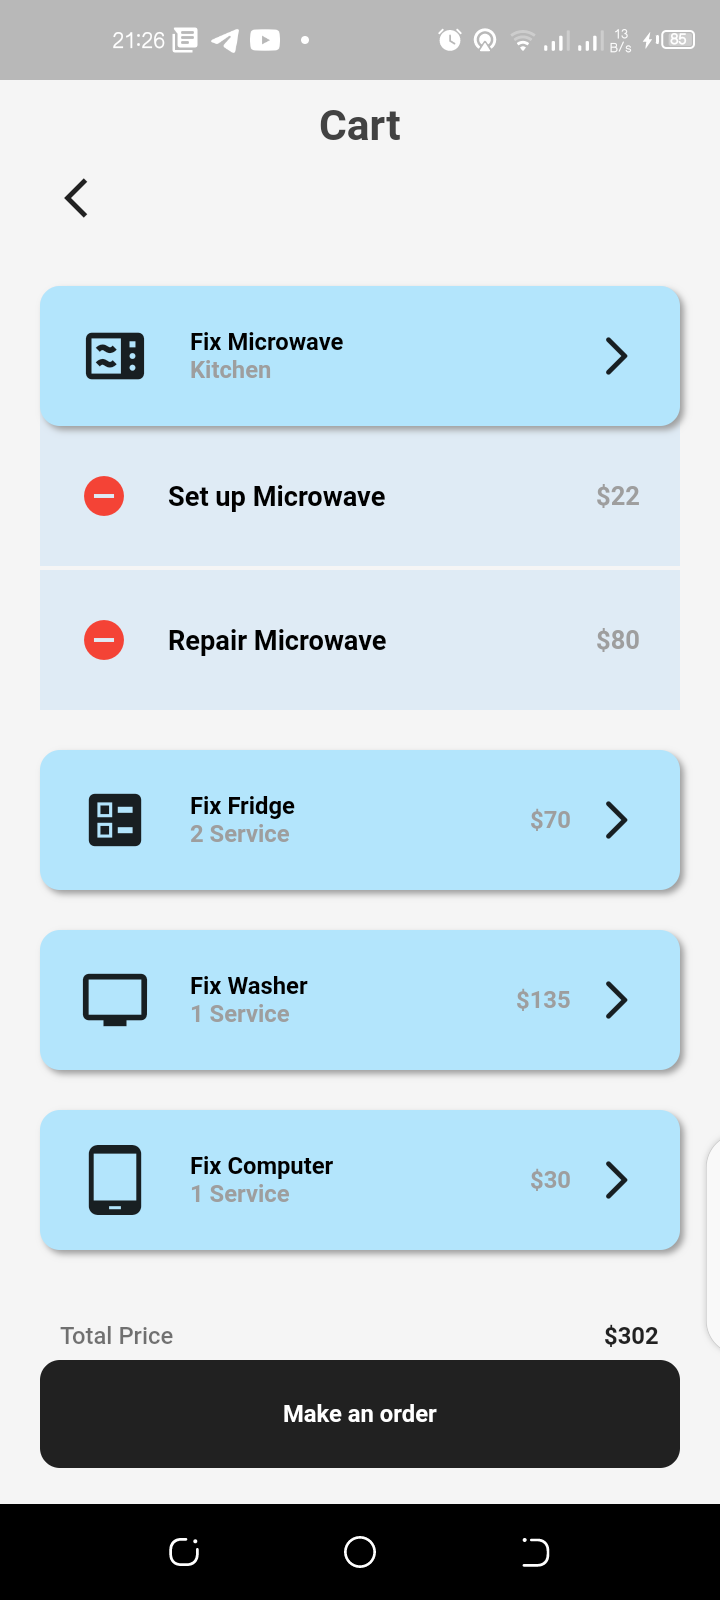 21:26
13
B/s
85
Cart
Fix Microwave
Kitchen
Set up Microwave $22
Repair Microwave $80
Fix Fridge
2 Service
$70
Fix Washer
1 Service
$135
Fix Computer
1 Service
$30
Total Price $302
Make an order